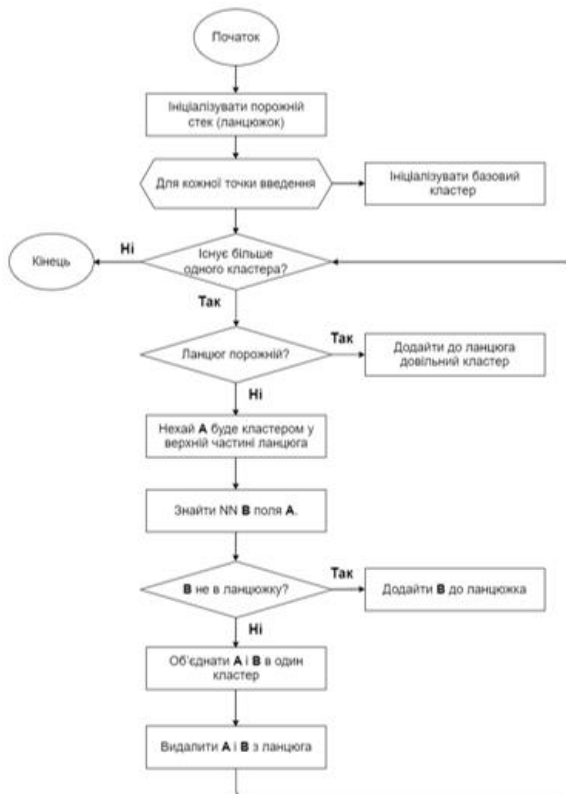 Початок
Ініціалізувати порожній
стек (ланцюжок)
Для кожної точки введення
Ініціалізувати базовий
кластер
Існує більше
одного кластера?
Ні
Кінець
Так
Ланцюг порожній?
Так
Додайти до ланцюга
довільний кластер
Ні
Нехай А буде кластером у
верхній частині ланцюга
Знайти NN В поля А.
В не в ланцюжку?
Так
Додайти В до ланцюжка
Ні
Об'єднати А і В в один
кластер
Видалити А і В з ланцюга